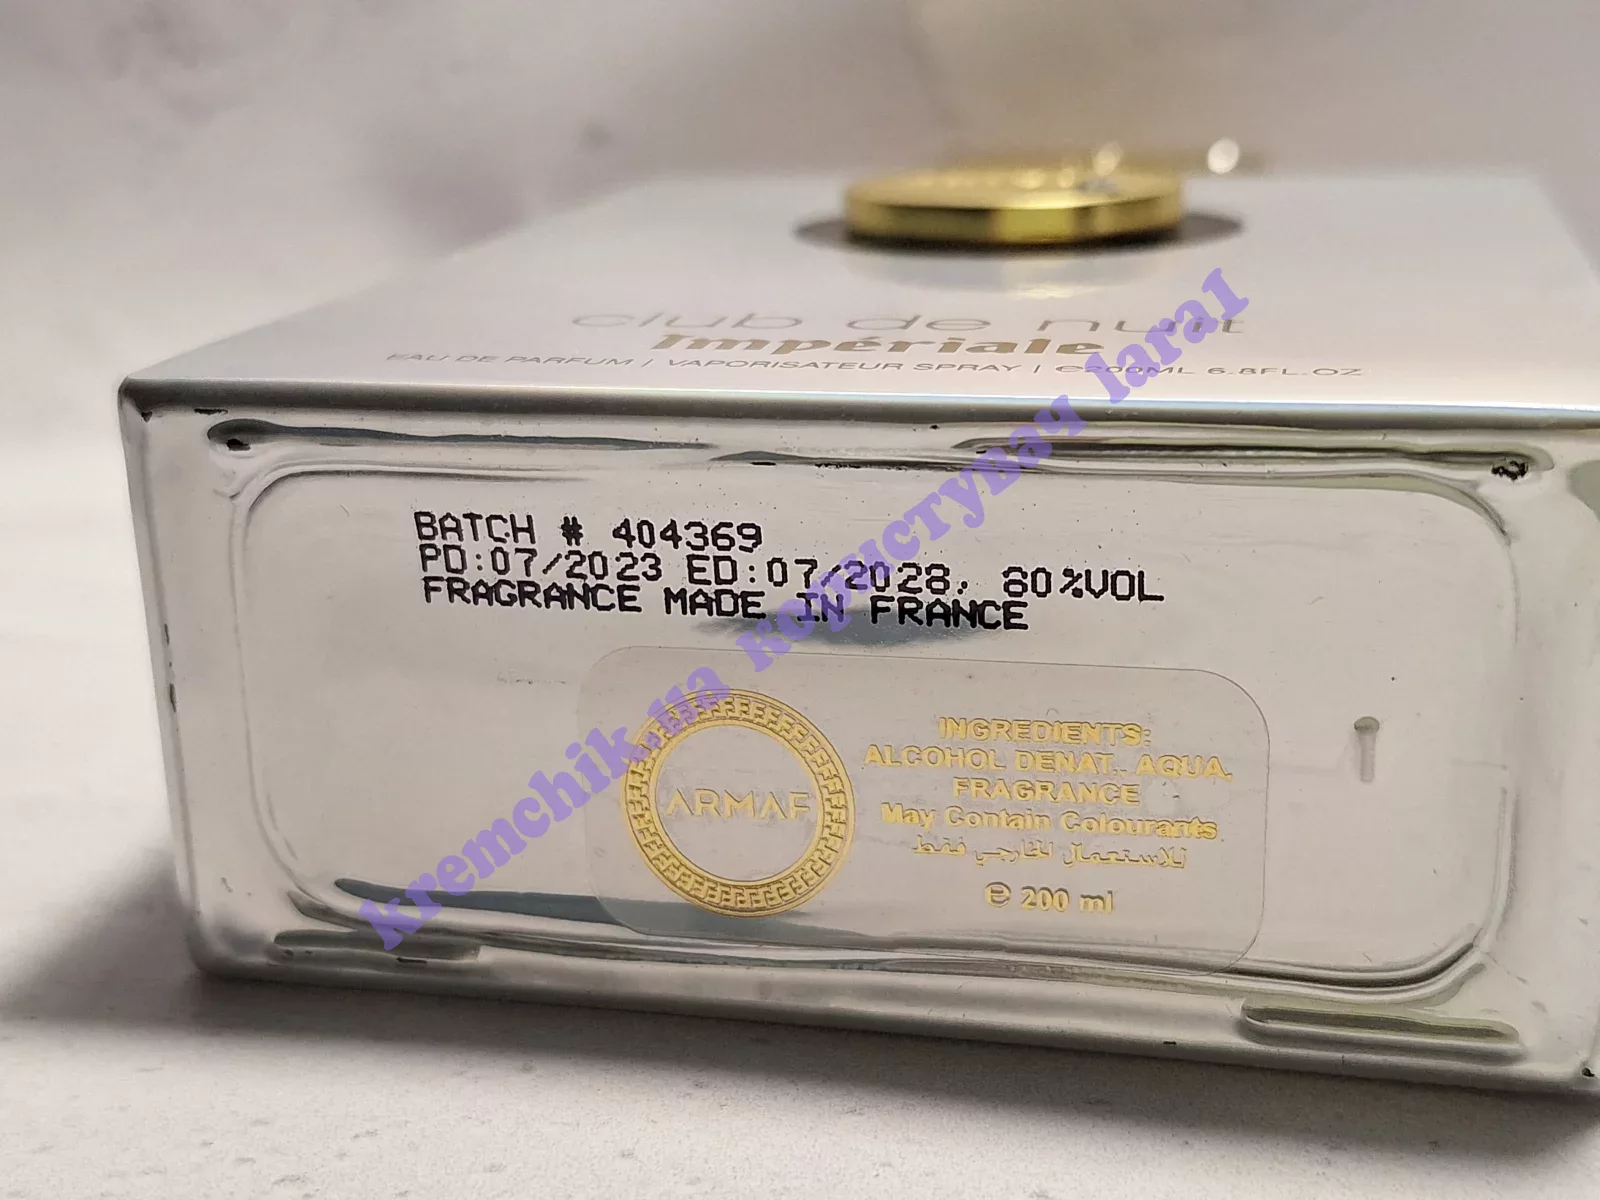 club de nuit
Impériale
EAU DE PARFUM | VAPORISATEUR SPRAY | ℮200ML 6.8FL.OZ
BATCH # 404369
PD:07/2023 ED:07/2028. 80%VOL
FRAGRANCE MADE IN FRANCE
ARMAF
INGREDIENTS:
ALCOHOL DENAT., AQUA,
FRAGRANCE
May Contain Colourants
للاستعمال الخارجي فقط
℮ 200 ml
1
kremchik.ua користувач lara1